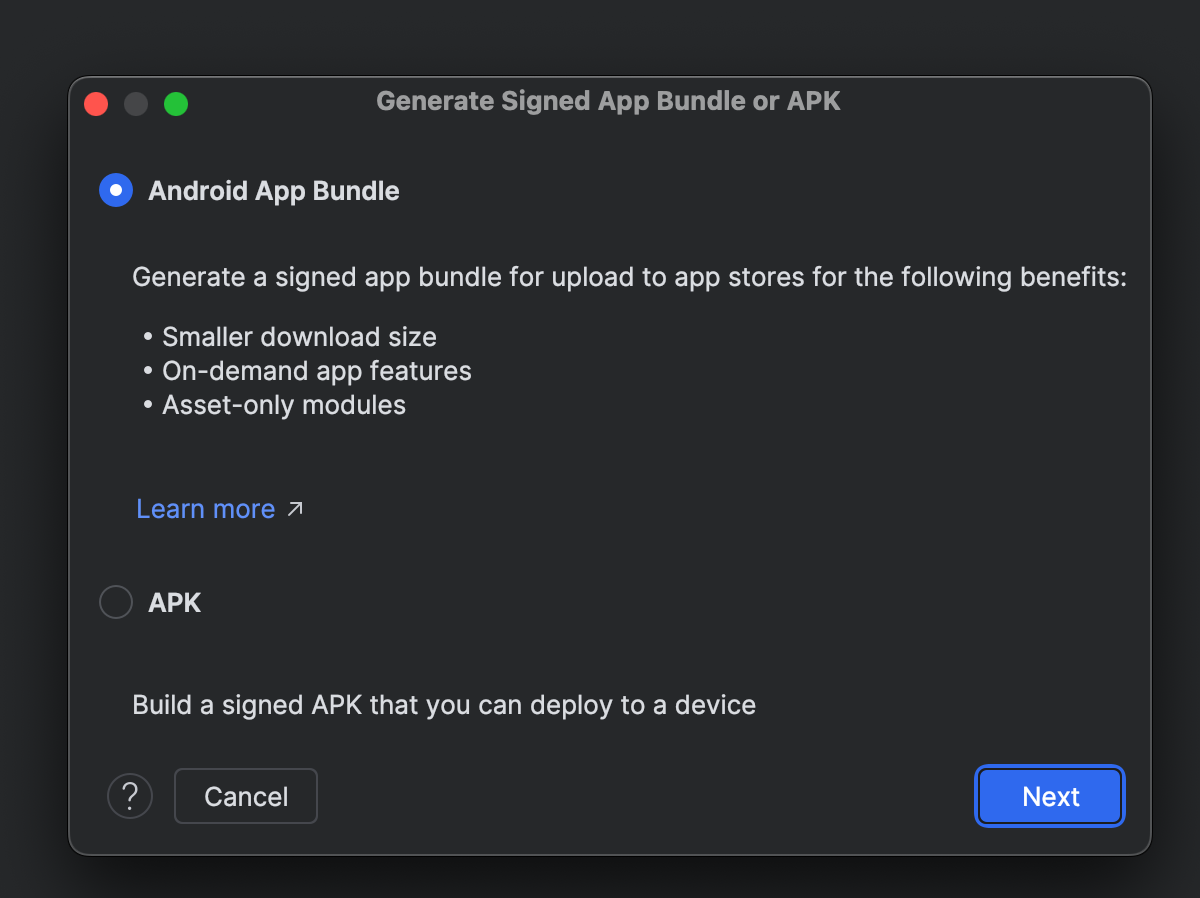 Generate Signed App Bundle or APK
Android App Bundle
Generate a signed app bundle for upload to app stores for the following benefits:
• Smaller download size
• On-demand app features
• Asset-only modules
Learn more ↗
APK
Build a signed APK that you can deploy to a device
? Cancel Next